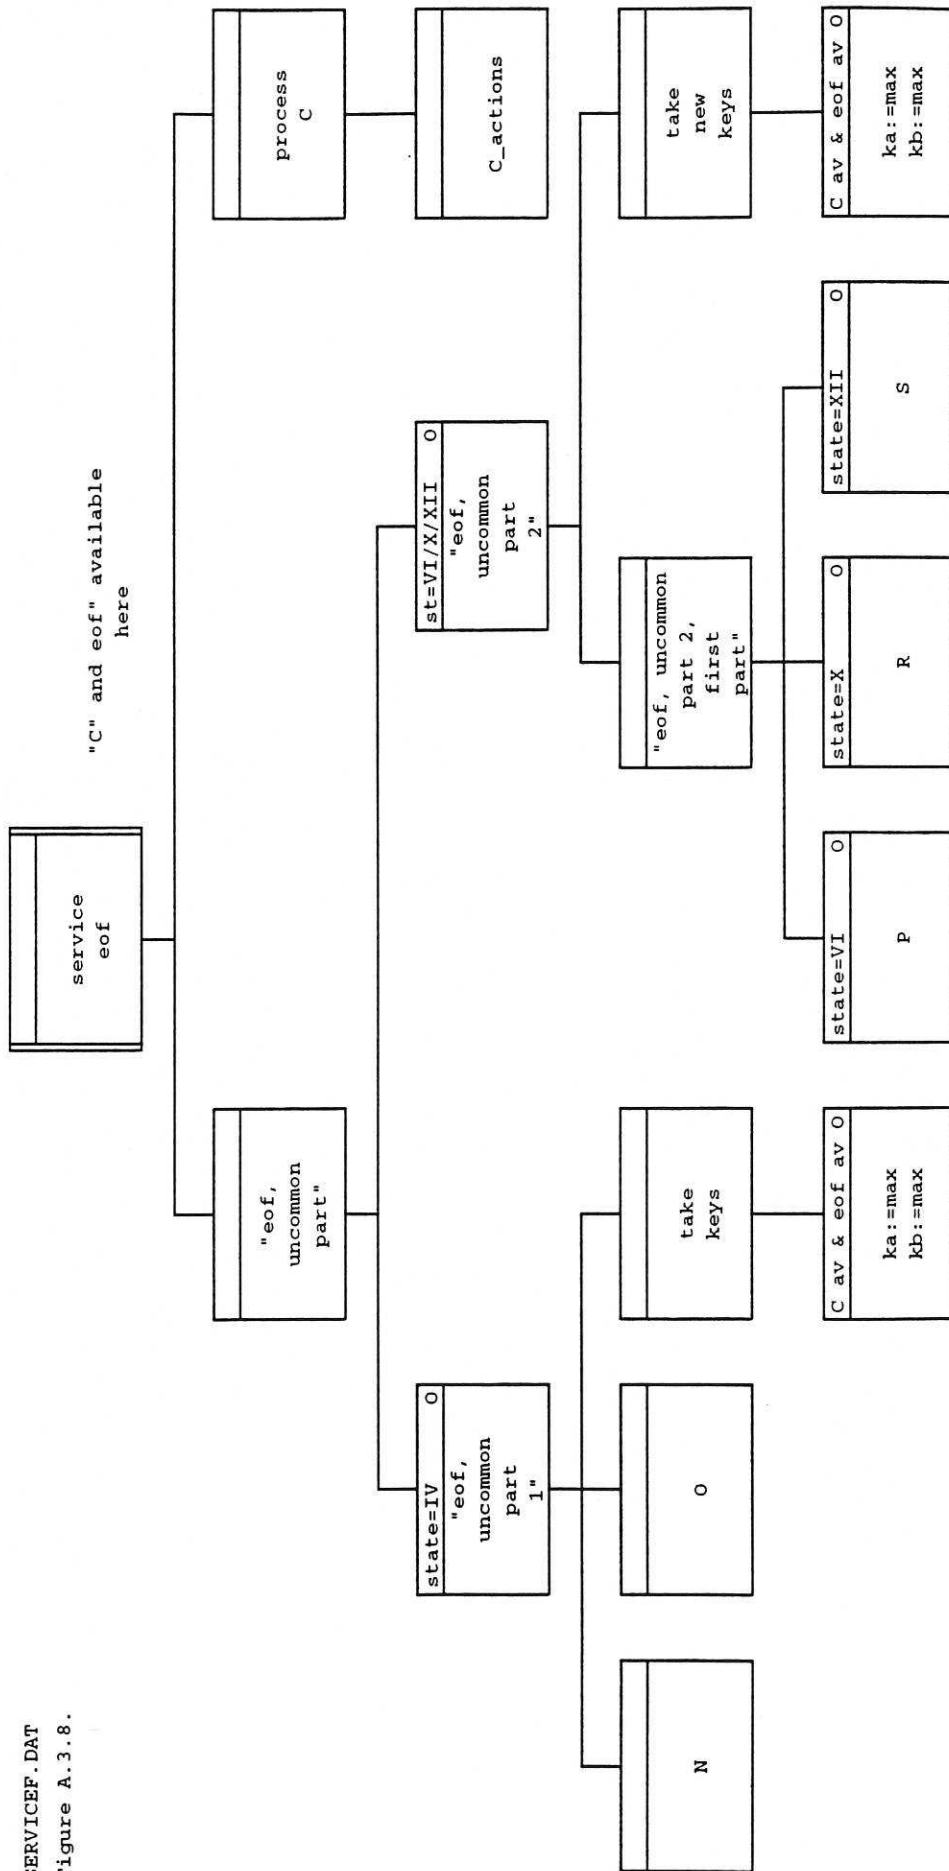 SERVICEF.DAT
Figure A.3.8.
"C" and eof" available
here
service
eof
"eof,
uncommon
part"
process
C
state=IV O
"eof,
uncommon
part
1"
st=VI/X/XII O
"eof,
uncommon
part
2"
C_actions
N
O
take
keys
"eof, uncommon
part 2,
first
part"
take
new
keys
C av & eof av O
ka:=max
kb:=max
state=VI O
P
state=X O
R
state=XII O
S
C av & eof av O
ka:=max
kb:=max